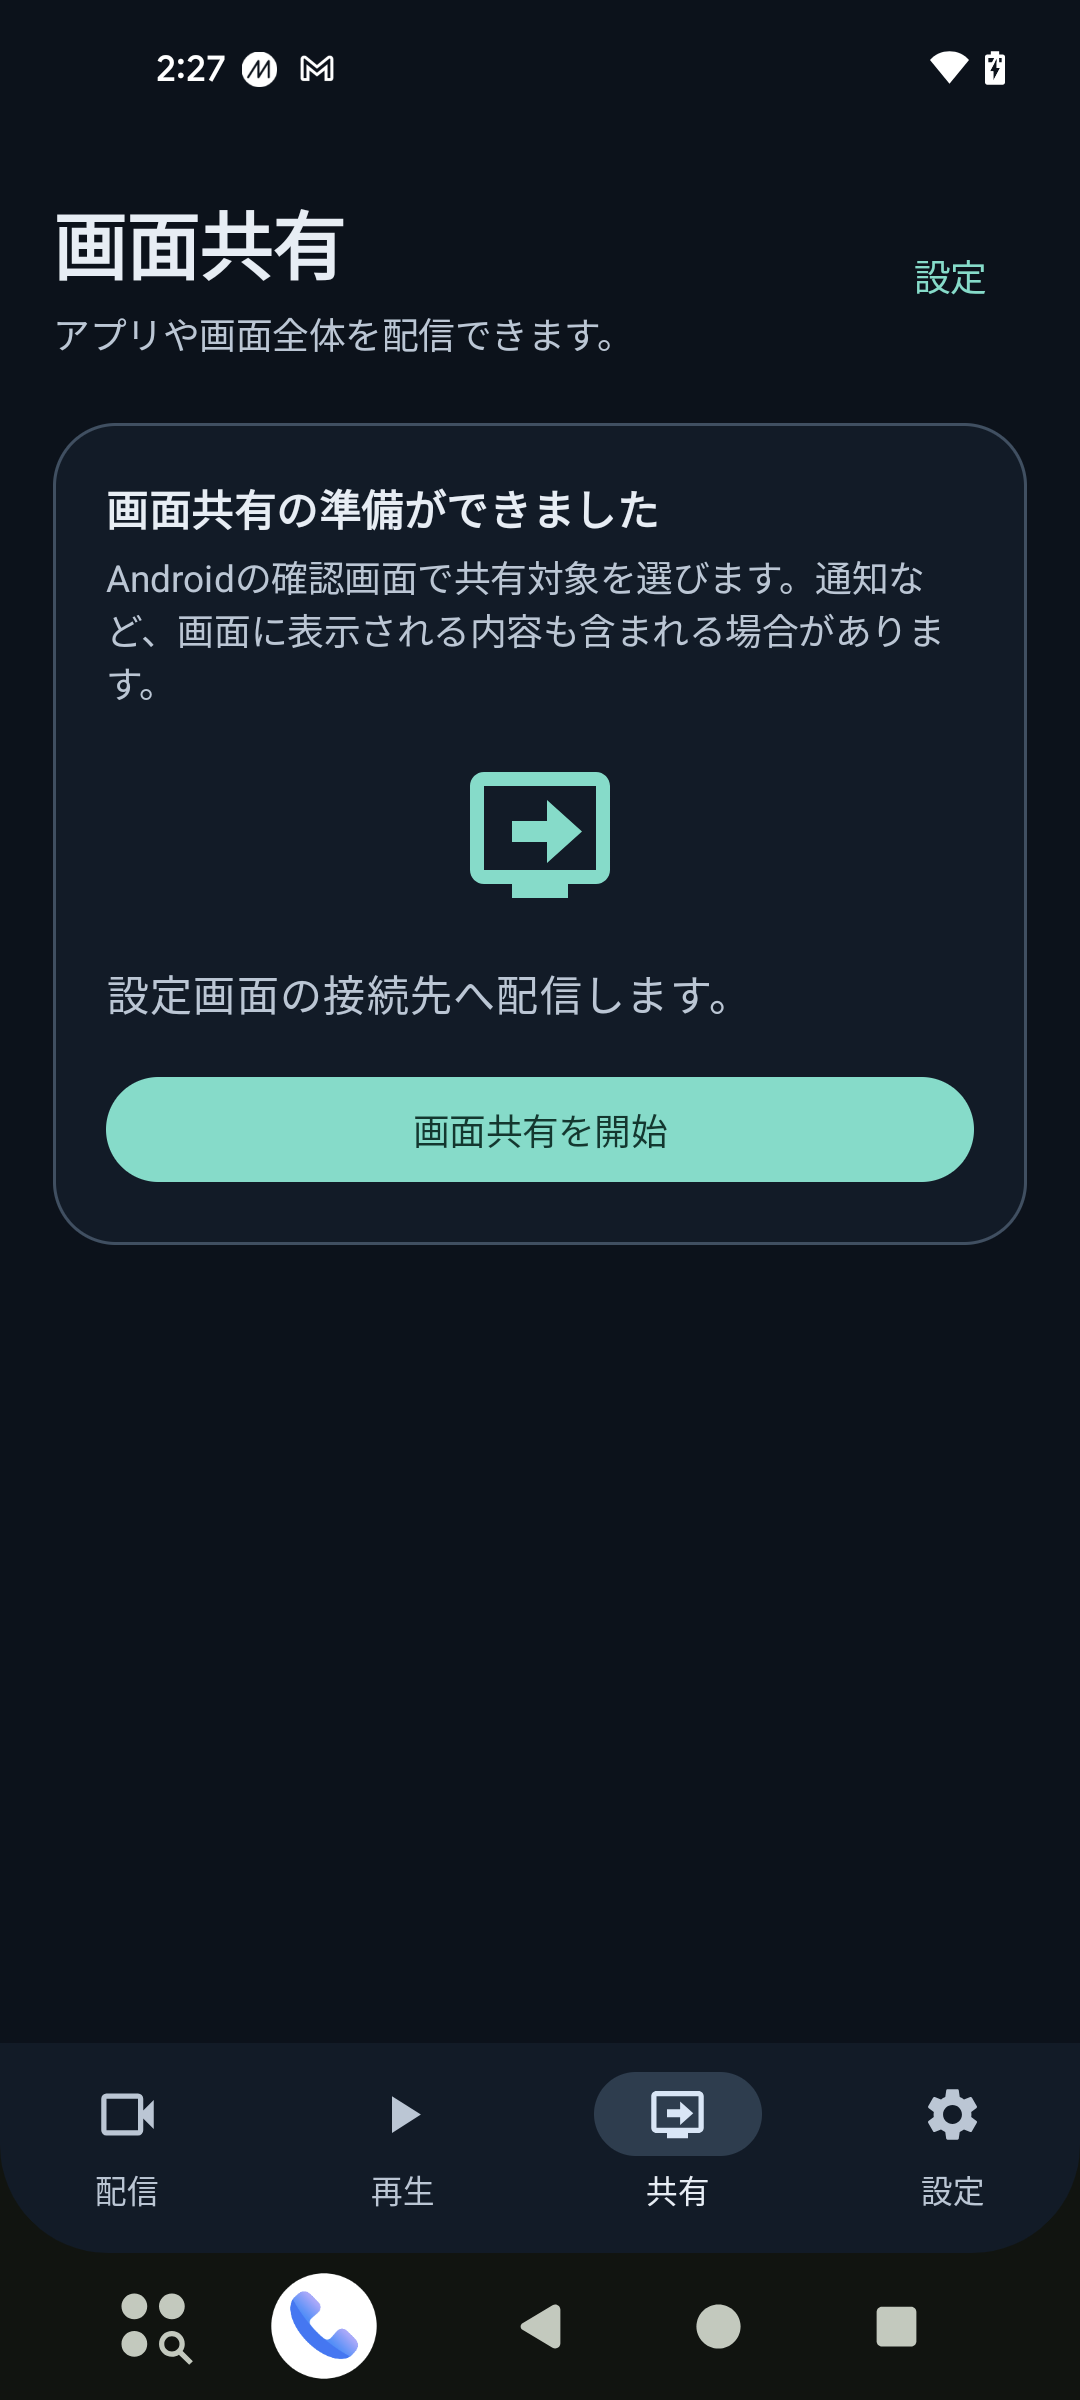 2:27
画面共有
設定
アプリや画面全体を配信できます。
画面共有の準備ができました
Androidの確認画面で共有対象を選びます。通知な
ど、画面に表示される内容も含まれる場合がありま
す。
設定画面の接続先へ配信します。
画面共有を開始
配信
再生
共有
設定